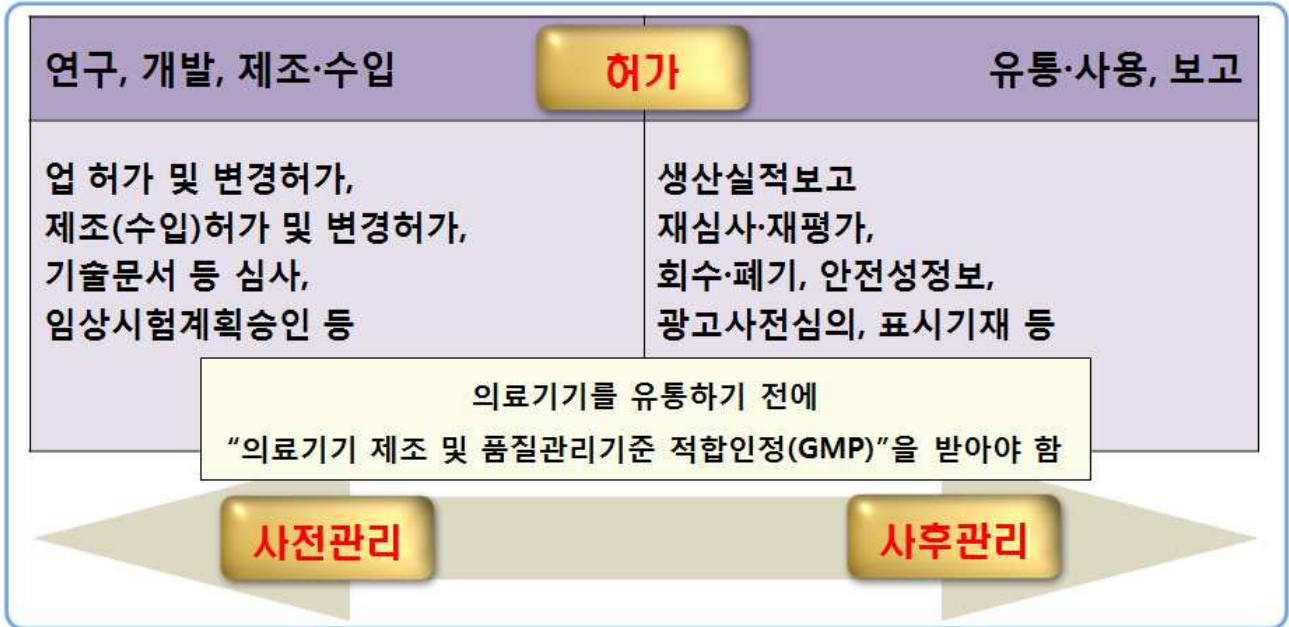 연구, 개발, 제조·수입
허가
유통·사용, 보고
업 허가 및 변경허가,
제조(수입)허가 및 변경허가,
기술문서 등 심사,
임상시험계획승인 등
생산실적보고
재심사·재평가,
회수·폐기, 안전성정보,
광고사전심의, 표시기재 등
의료기기를 유통하기 전에
“의료기기 제조 및 품질관리기준 적합인정(GMP)”을 받아야 함
사전관리
사후관리